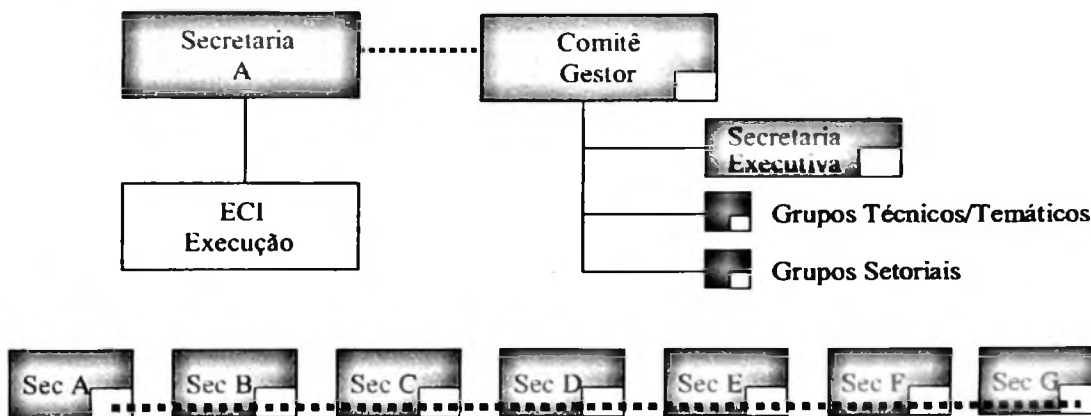 Secretaria
A
Comitê
Gestor
Secretaria
Executiva
ECI
Execução
Grupos Técnicos/Temáticos
Grupos Setoriais
Sec A
Sec B
Sec C
Sec D
Sec E
Sec F
Sec G